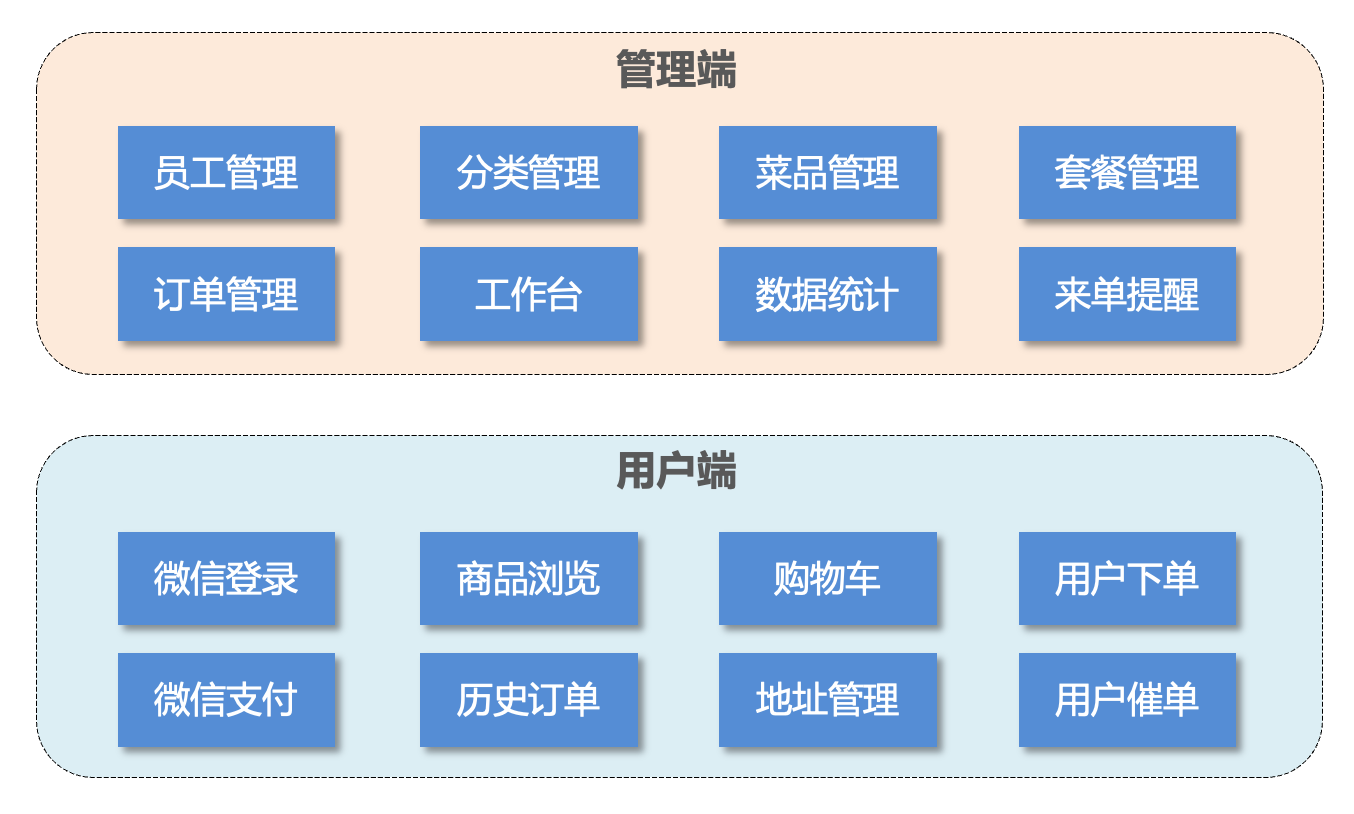 管理端
员工管理
分类管理
菜品管理
套餐管理
订单管理
工作台
数据统计
来单提醒
用户端
微信登录
商品浏览
购物车
用户下单
微信支付
历史订单
地址管理
用户催单